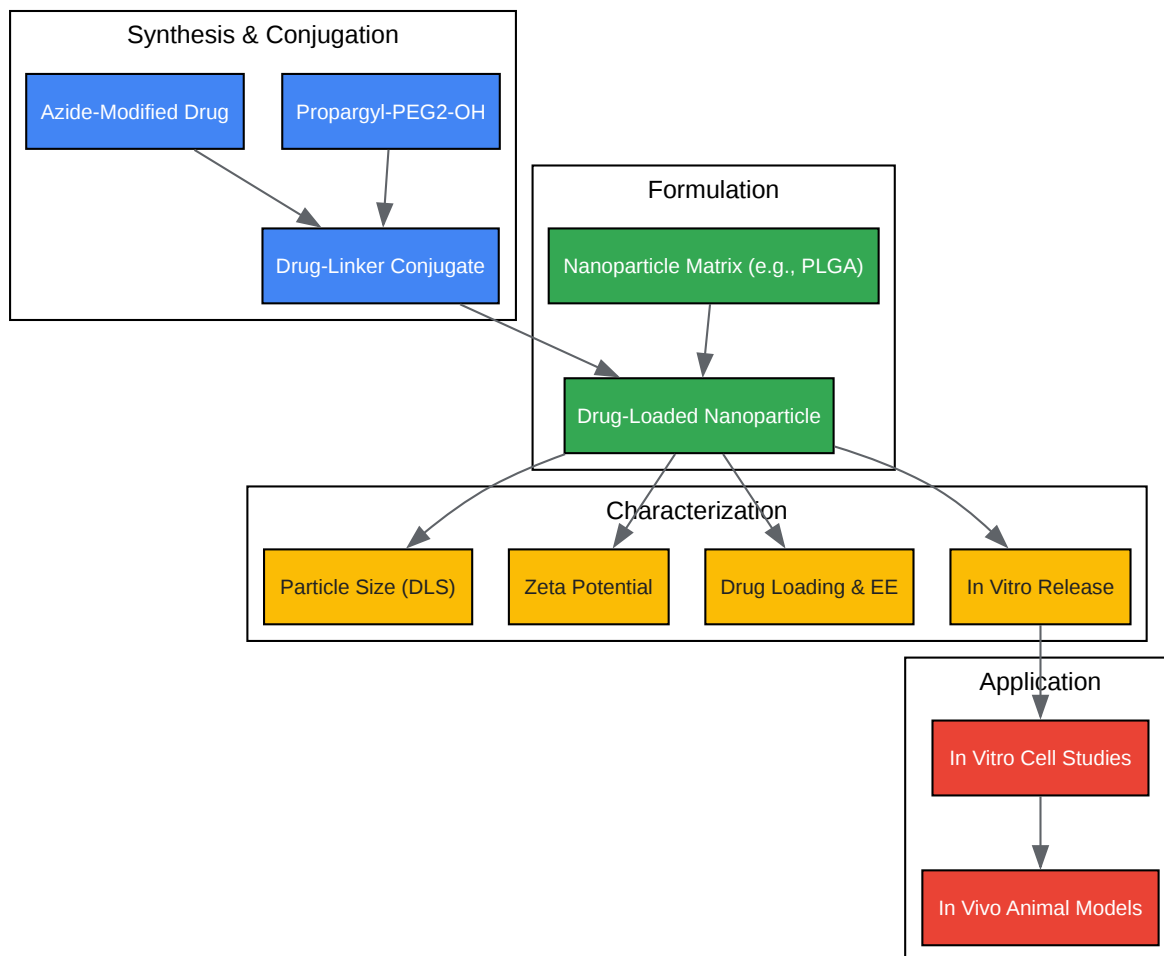 Synthesis & Conjugation
Azide-Modified Drug
Propargyl-PEG2-OH
Drug-Linker Conjugate
Formulation
Nanoparticle Matrix (e.g., PLGA)
Drug-Loaded Nanoparticle
Characterization
Particle Size (DLS)
Zeta Potential
Drug Loading & EE
In Vitro Release
Application
In Vitro Cell Studies
In Vivo Animal Models